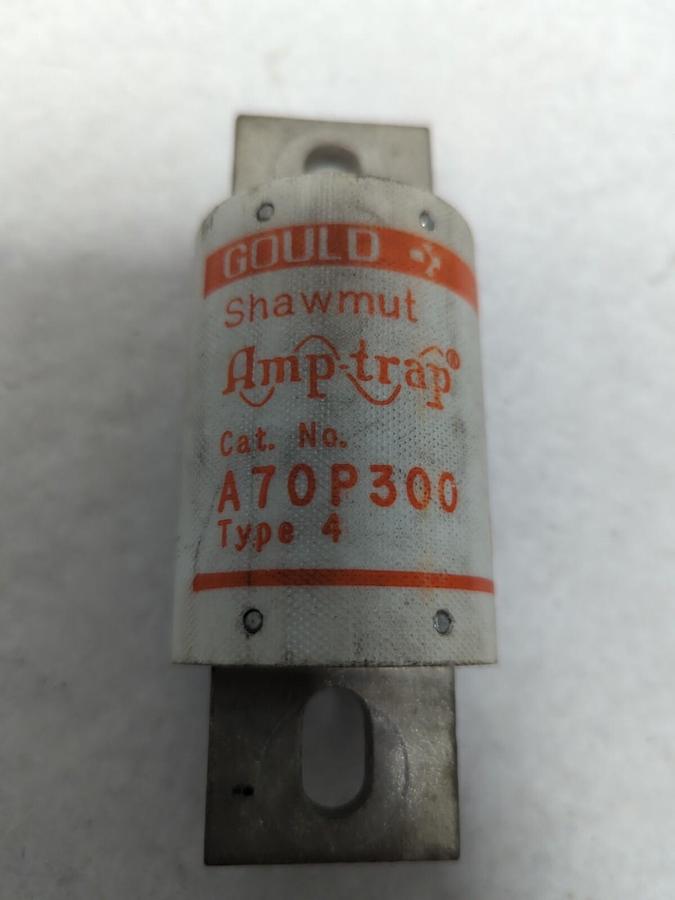 GOULD
Shawmut
Amp-trap®
Cat. No.
A70P300
Type 4